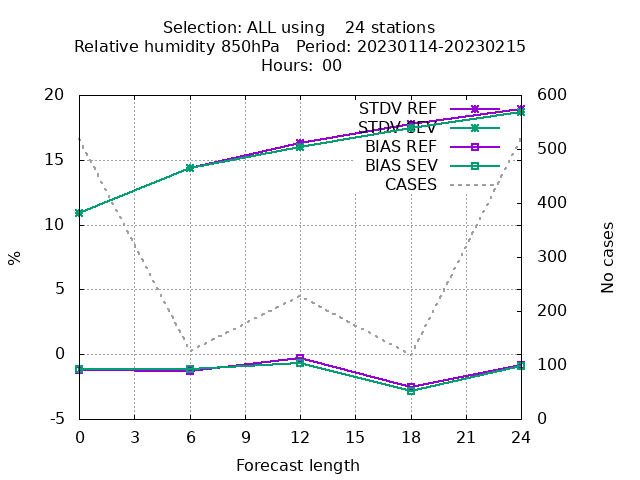 Selection: ALL using    24 stations
Relative humidity 850hPa   Period: 20230114-20230215
Hours: 00
STDV REF
STDV SEV
BIAS REF
BIAS SEV
CASES
20
15
10
5
0
-5
%
600
500
400
300
200
100
0
No cases
0 3 6 9 12 15 18 21 24
Forecast length